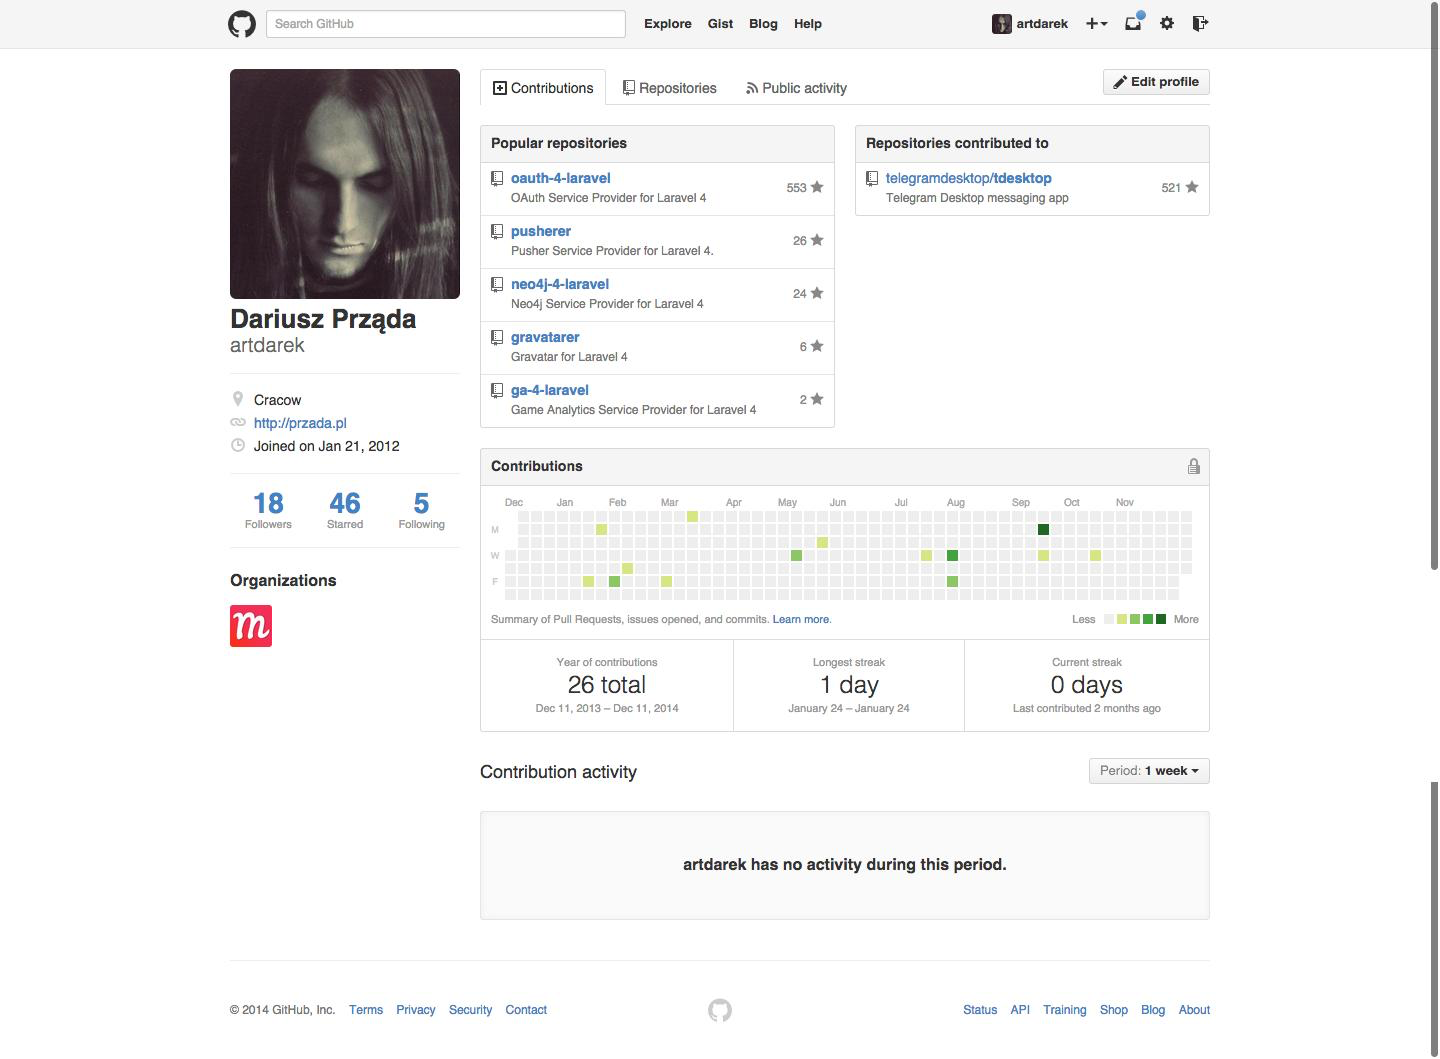 Search GitHub
Explore Gist Blog Help
artdarek
Contributions Repositories Public activity
Edit profile
Dariusz Prząda
artdarek
Cracow
http://przada.pl
Joined on Jan 21, 2012
18 46 5
Followers Starred Following
Organizations
m
Popular repositories
oauth-4-laravel
OAuth Service Provider for Laravel 4
553
pusherer
Pusher Service Provider for Laravel 4.
26
neo4j-4-laravel
Neo4j Service Provider for Laravel 4
24
gravatarer
Gravatar for Laravel 4
6
ga-4-laravel
Game Analytics Service Provider for Laravel 4
2
Repositories contributed to
telegramdesktop/tdesktop
Telegram Desktop messaging app
521
Contributions
Dec Jan Feb Mar Apr May Jun Jul Aug Sep Oct Nov
M
W
F
Summary of Pull Requests, issues opened, and commits. Learn more.
Less More
Year of contributions
26 total
Dec 11, 2013 – Dec 11, 2014
Longest streak
1 day
January 24 – January 24
Current streak
0 days
Last contributed 2 months ago
Contribution activity
Period: 1 week
artdarek has no activity during this period.
© 2014 GitHub, Inc. Terms Privacy Security Contact
Status API Training Shop Blog About